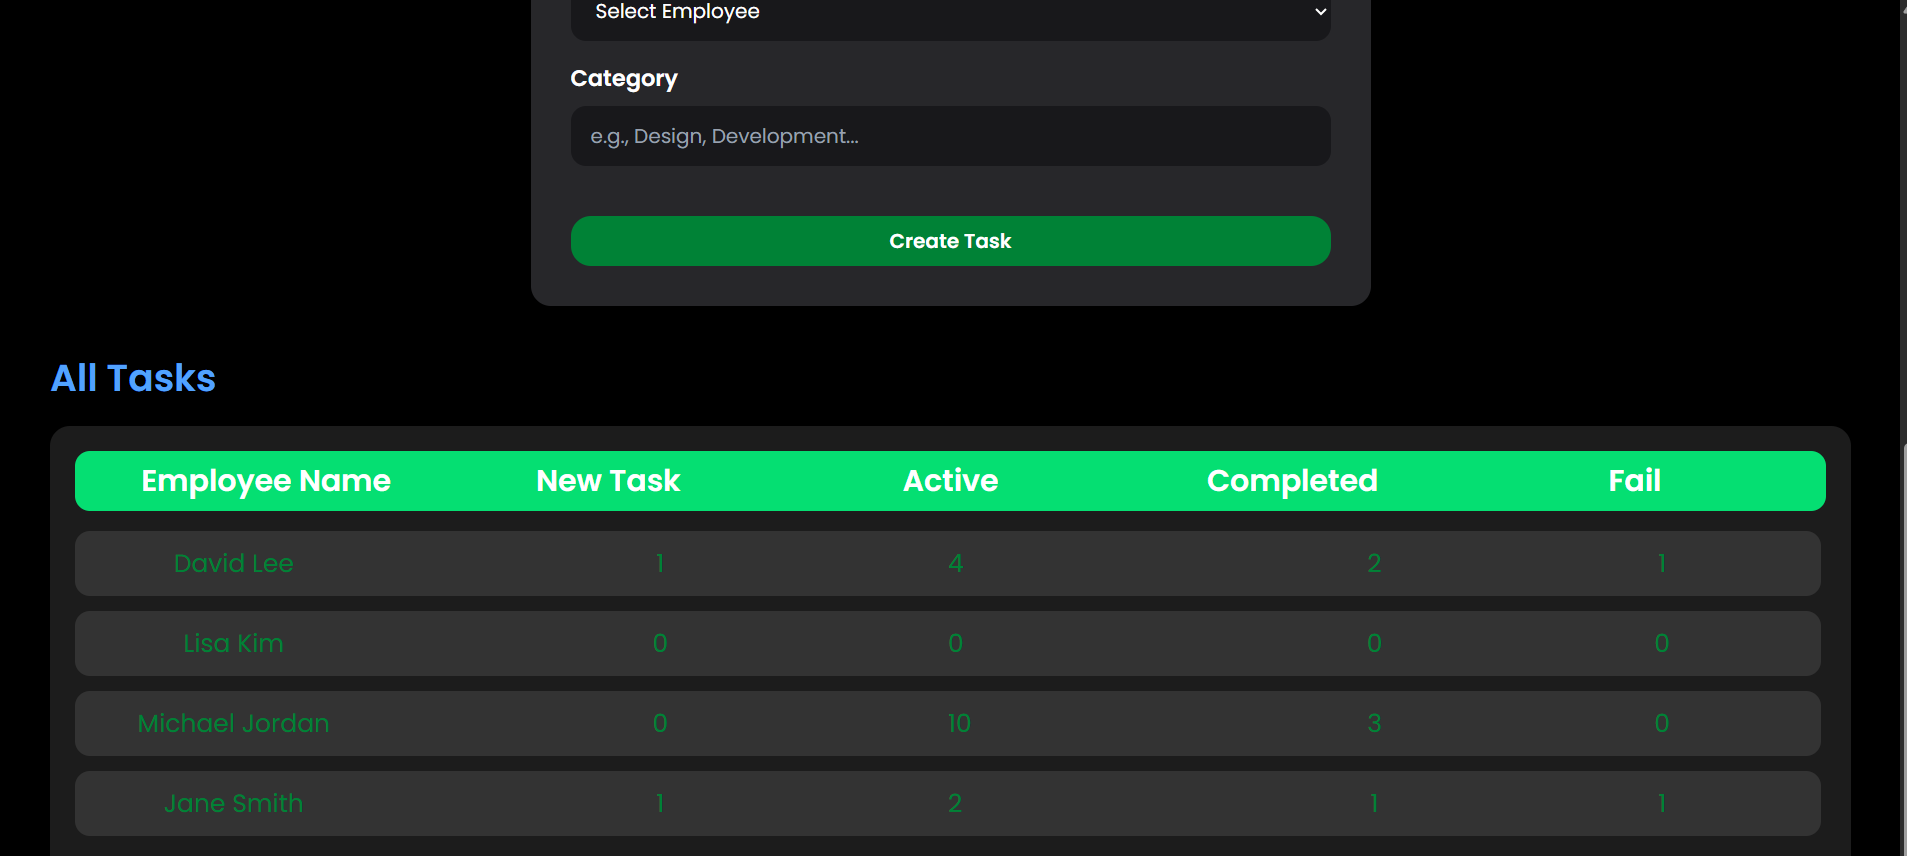 Select Employee
Category
e.g., Design, Development...
Create Task
All Tasks
Employee Name New Task Active Completed Fail
David Lee 1 4 2 1
Lisa Kim 0 0 0 0
Michael Jordan 0 10 3 0
Jane Smith 1 2 1 1